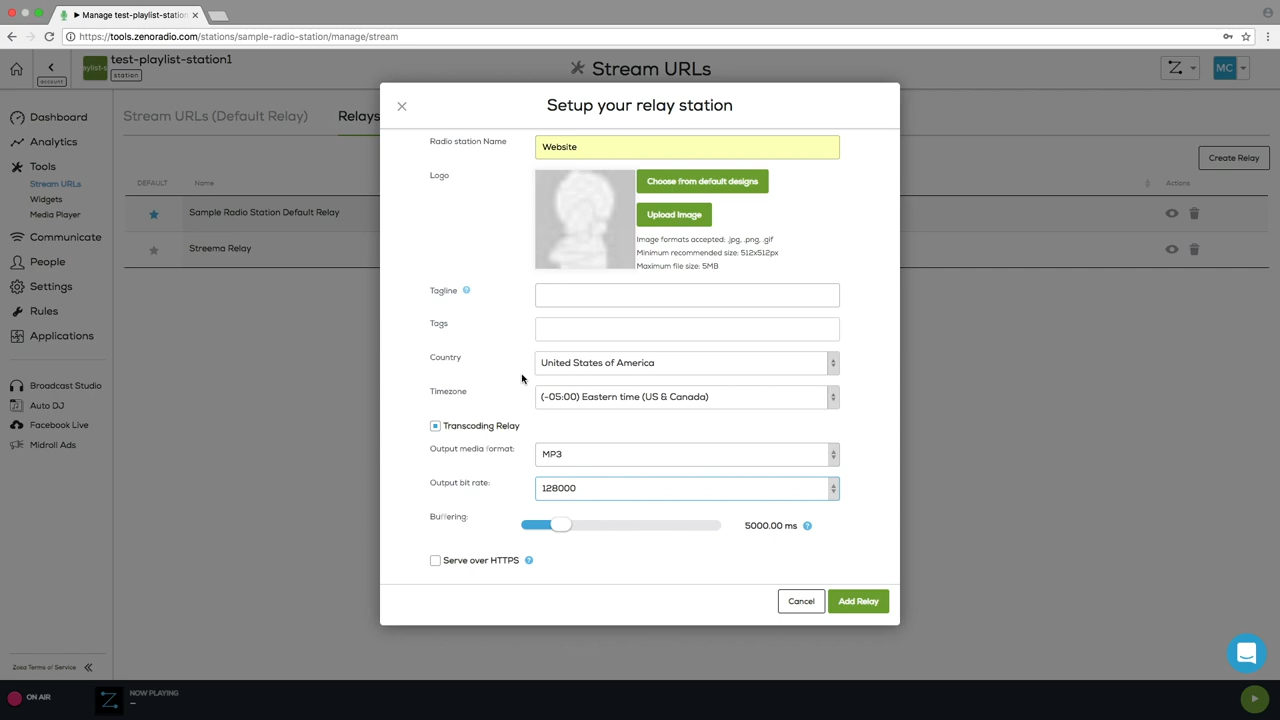 ▶ Manage test-playlist-station
https://tools.zenoradio.com/stations/sample-radio-station/manage/stream
account
aylist-s
test-playlist-station1
station
Stream URLs
MC
Dashboard
Analytics
Tools
Stream URLs
Widgets
Media Player
Communicate
People
Settings
Rules
Applications
Broadcast Studio
Auto DJ
Facebook Live
Midroll Ads
Zeno Terms of Service
Stream URLs (Default Relay)
Relays
Create Relay
DEFAULT
Name
Actions
Sample Radio Station Default Relay
Streema Relay
Setup your relay station
Radio station Name
Website
Logo
Choose from default designs
Upload Image
Image formats accepted: .jpg, .png, .gif
Minimum recommended size: 512x512px
Maximum file size: 5MB
Tagline ?
Tags
Country
United States of America
Timezone
(-05:00) Eastern time (US & Canada)
Transcoding Relay
Output media format:
MP3
Output bit rate:
128000
Buffering:
5000.00 ms ?
Serve over HTTPS ?
Cancel
Add Relay
ON AIR
NOW PLAYING
–